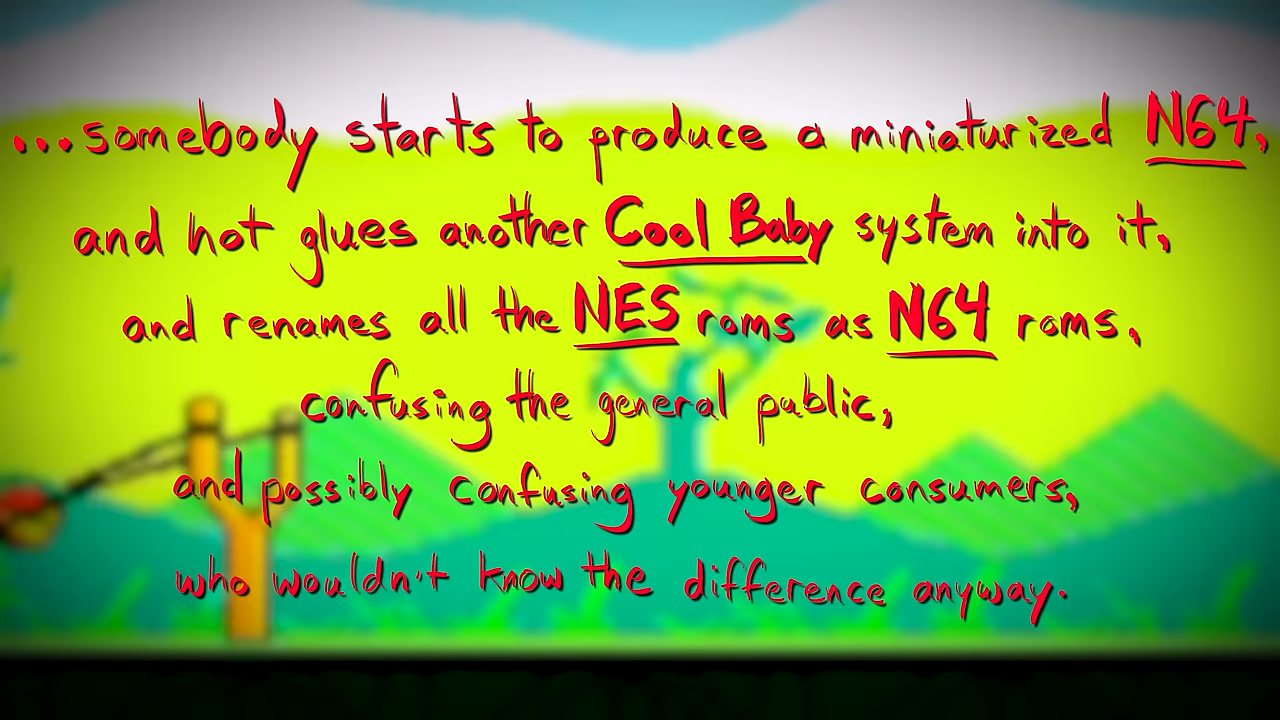 ...somebody starts to produce a miniaturized N64,
and hot glues another Cool Baby system into it,
and renames all the NES roms as N64 roms,
confusing the general public,
and possibly confusing younger consumers,
who wouldn't know the difference anyway.